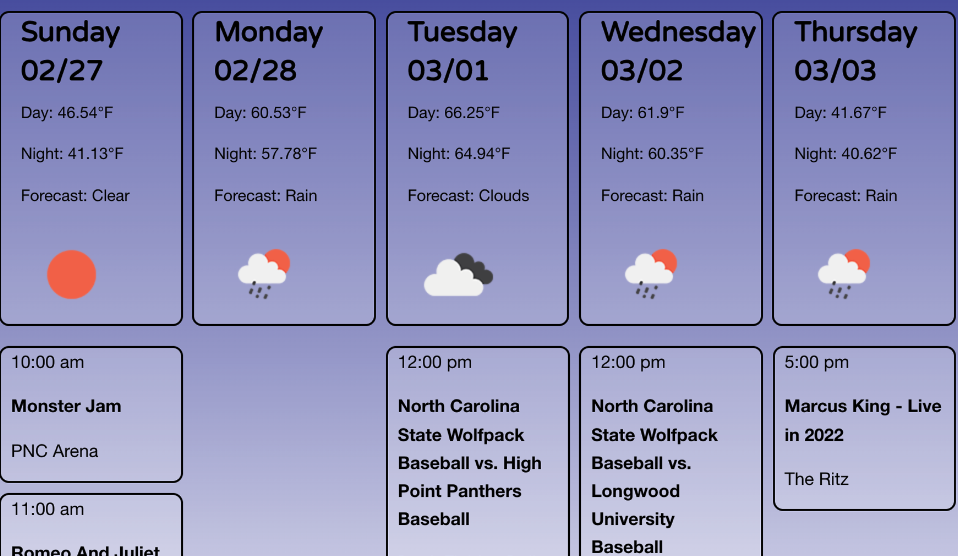 Sunday
02/27
Day: 46.54°F
Night: 41.13°F
Forecast: Clear
Monday
02/28
Day: 60.53°F
Night: 57.78°F
Forecast: Rain
Tuesday
03/01
Day: 66.25°F
Night: 64.94°F
Forecast: Clouds
Wednesday
03/02
Day: 61.9°F
Night: 60.35°F
Forecast: Rain
Thursday
03/03
Day: 41.67°F
Night: 40.62°F
Forecast: Rain
10:00 am
Monster Jam
PNC Arena
11:00 am
Romeo And Juliet
12:00 pm
North Carolina
State Wolfpack
Baseball vs. High
Point Panthers
Baseball
12:00 pm
North Carolina
State Wolfpack
Baseball vs.
Longwood
University
Baseball
5:00 pm
Marcus King - Live
in 2022
The Ritz